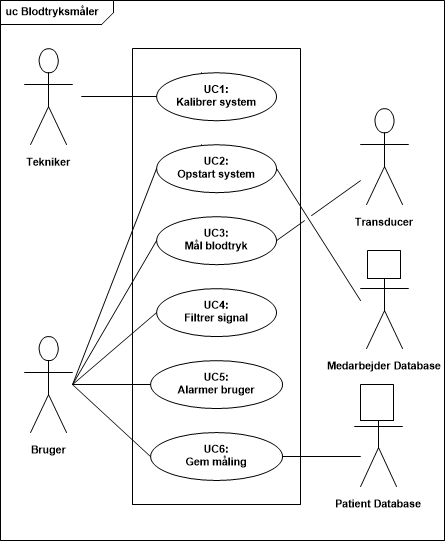 uc Blodtryksmåler
UC1:
Kalibrer system
Tekniker
UC2:
Opstart system
Transducer
UC3:
Mål blodtryk
UC4:
Filtrer signal
Medarbejder Database
UC5:
Alarmer bruger
Bruger
UC6:
Gem måling
Patient Database